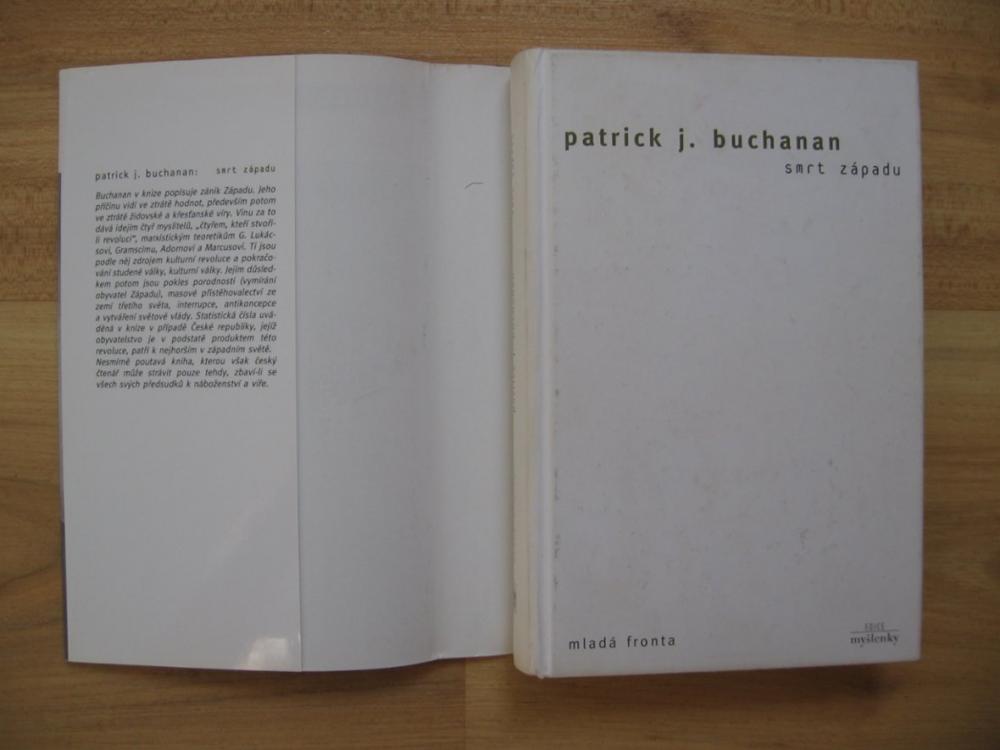 patrick j. buchanan: smrt západu
Buchanan v knize popisuje zánik Západu. Jeho
příčinu vidí ve ztrátě hodnot, především potom
ve ztrátě židovské a křesťanské víry. Vinu za to
dává idejím čtyř myslitelů, „čtyřem, kteří stvoři-
li revoluci", marxistickým teoretikům G. Lukác-
sovi, Gramscimu, Adornovi a Marcusovi. Ti jsou
podle něj zdrojem kulturní revoluce a pokračo-
vání studené války, kulturní války. Jejím důsled-
kem potom jsou pokles porodnosti (vymírání
obyvatel Západu), masové přistěhovalectví ze
zemí třetího světa, interrupce, antikoncepce
a vytváření světové vlády. Statistická čísla uvá-
děná v knize v případě České republiky, jejíž
obyvatelstvo je v podstatě produktem této
revoluce, patří k nejhorším v západním světě.
Nesmírně poutavá kniha, kterou však český
čtenář může strávit pouze tehdy, zbaví-li se
všech svých předsudků k náboženství a víře.
patrick j. buchanan
smrt západu
mladá fronta
EDICE
myšlenky